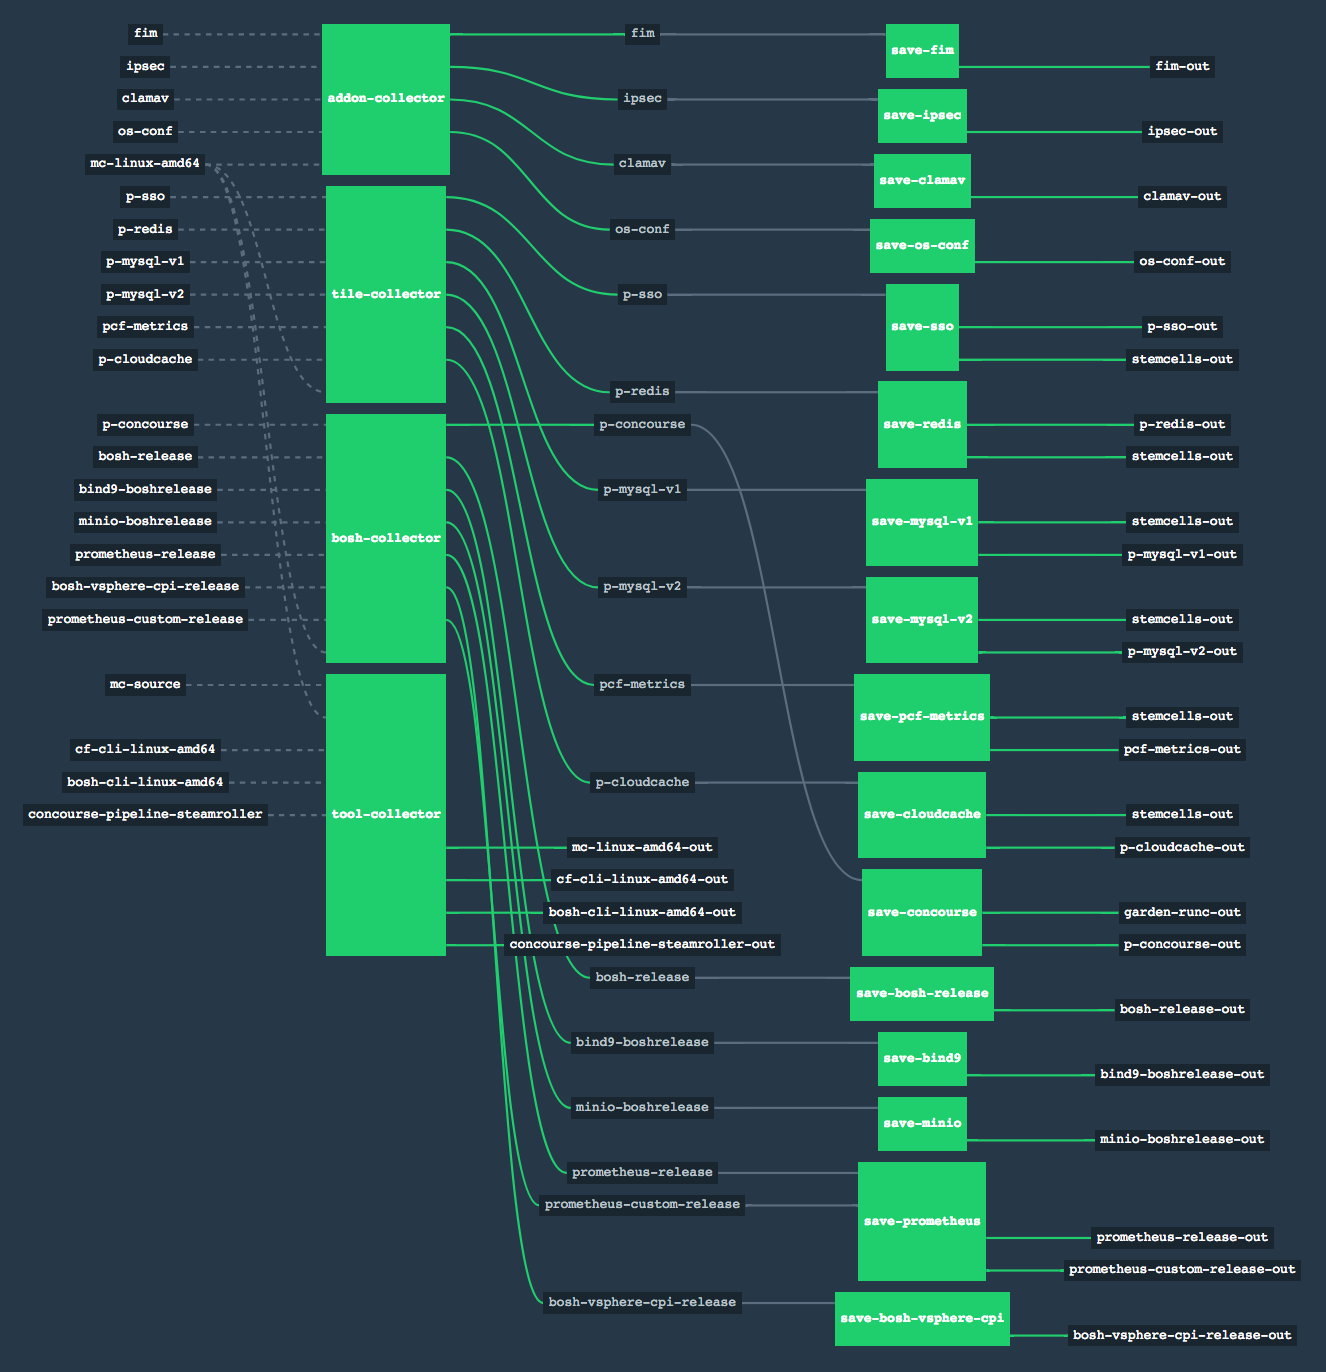 fim
ipsec
clamav
os-conf
mc-linux-amd64
p-sso
p-redis
p-mysql-v1
p-mysql-v2
pcf-metrics
p-cloudcache
p-concourse
bosh-release
bind9-boshrelease
minio-boshrelease
prometheus-release
bosh-vsphere-cpi-release
prometheus-custom-release
mc-source
cf-cli-linux-amd64
bosh-cli-linux-amd64
concourse-pipeline-steamroller
addon-collector
tile-collector
bosh-collector
tool-collector
fim
ipsec
clamav
os-conf
p-sso
p-redis
p-concourse
p-mysql-v1
p-mysql-v2
pcf-metrics
p-cloudcache
mc-linux-amd64-out
cf-cli-linux-amd64-out
bosh-cli-linux-amd64-out
concourse-pipeline-steamroller-out
bosh-release
bind9-boshrelease
minio-boshrelease
prometheus-release
prometheus-custom-release
bosh-vsphere-cpi-release
save-fim
save-ipsec
save-clamav
save-os-conf
save-sso
save-redis
save-mysql-v1
save-mysql-v2
save-pcf-metrics
save-cloudcache
save-concourse
save-bosh-release
save-bind9
save-minio
save-prometheus
save-bosh-vsphere-cpi
fim-out
ipsec-out
clamav-out
os-conf-out
p-sso-out
stemcells-out
p-redis-out
stemcells-out
stemcells-out
p-mysql-v1-out
stemcells-out
p-mysql-v2-out
stemcells-out
pcf-metrics-out
stemcells-out
p-cloudcache-out
garden-runc-out
p-concourse-out
bosh-release-out
bind9-boshrelease-out
minio-boshrelease-out
prometheus-release-out
prometheus-custom-release-out
bosh-vsphere-cpi-release-out